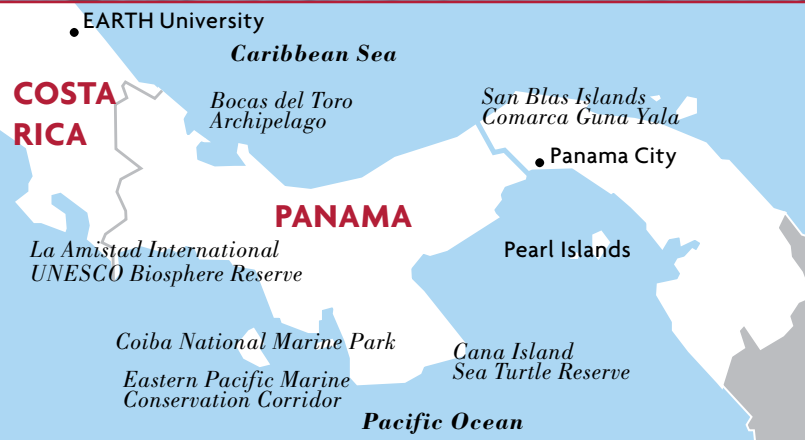 EARTH University
Caribbean Sea
COSTA
RICA
Bocas del Toro
Archipelago
San Blas Islands
Comarca Guna Yala
Panama City
PANAMA
La Amistad International
UNESCO Biosphere Reserve
Pearl Islands
Coiba National Marine Park
Cana Island
Sea Turtle Reserve
Eastern Pacific Marine
Conservation Corridor
Pacific Ocean